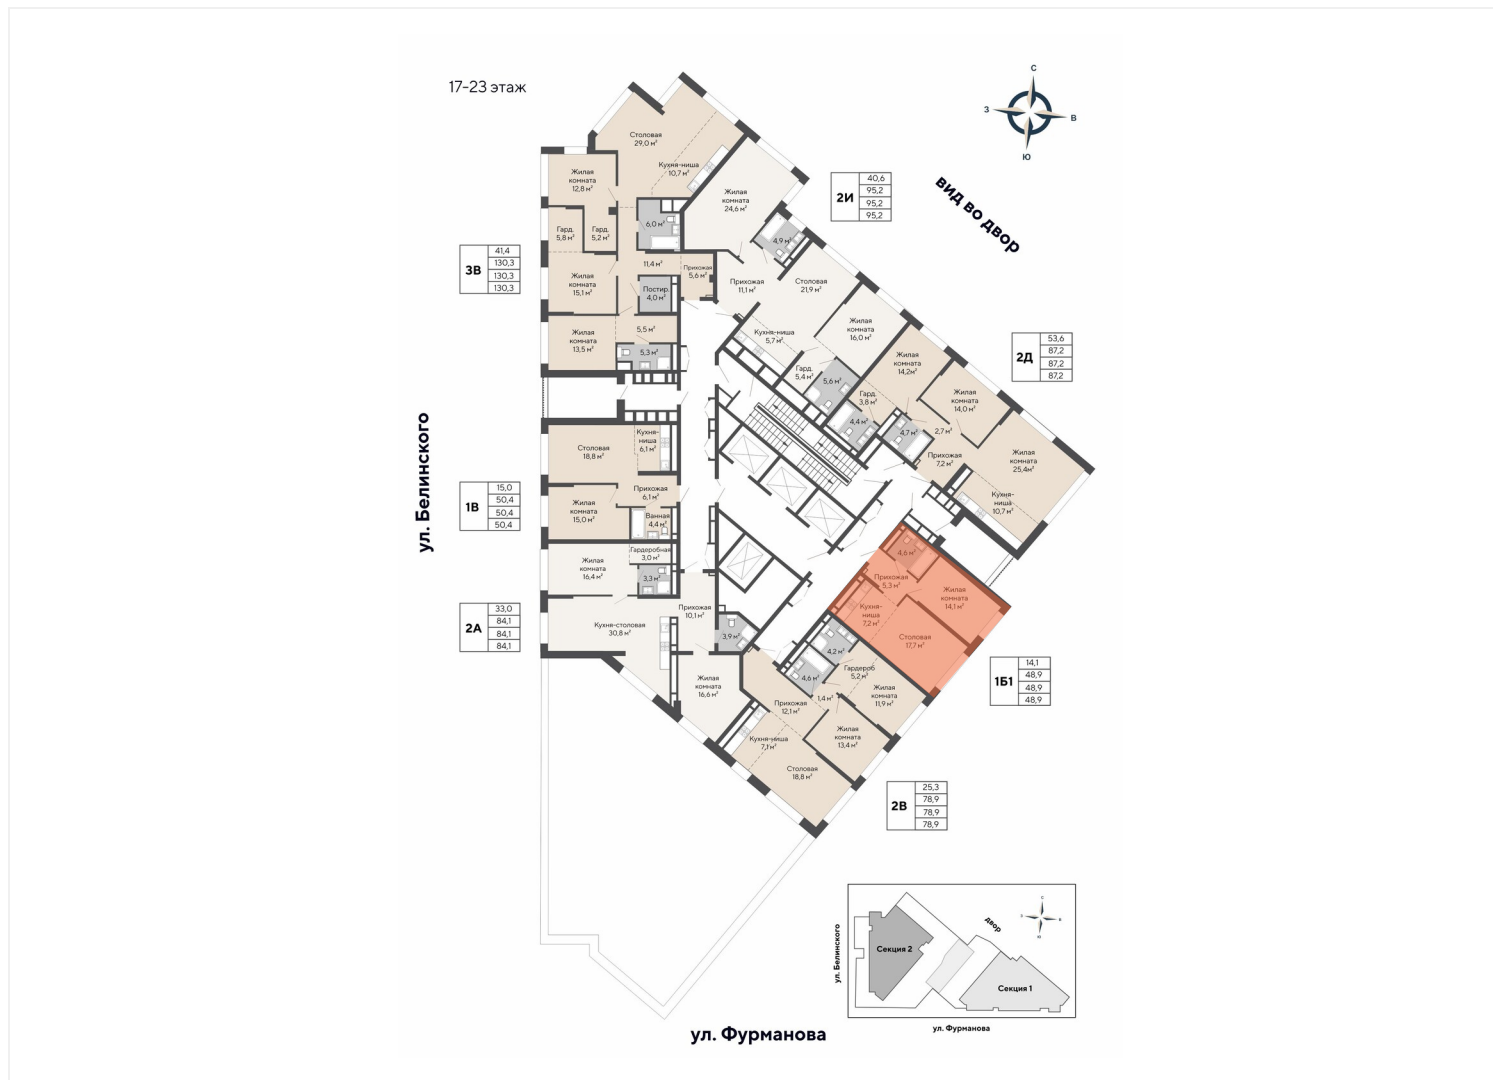 17-23 этаж
С
З
В
Ю
вид во двор
ул. Белинского
ул. Фурманова
3В
41,4
130,3
130,3
130,3
Столовая
29,0 м²
Кухня-ниша
10,7 м²
Жилая
комната
12,8 м²
Гард.
5,8 м²
Гард.
5,2 м²
6,0 м²
11,4 м²
Прихожая
5,6 м²
Жилая
комната
15,1 м²
Постир.
4,0 м²
Жилая
комната
13,5 м²
5,5 м²
5,3 м²
2И
40,6
95,2
95,2
95,2
Жилая
комната
24,6 м²
4,9 м²
Прихожая
11,1 м²
Столовая
21,9 м²
Кухня-ниша
5,7 м²
Жилая
комната
16,0 м²
Гард.
5,4 м²
5,6 м²
2Д
53,6
87,2
87,2
87,2
Жилая
комната
14,2м²
Гард.
3,8 м²
4,4 м²
Жилая
комната
14,0 м²
4,7 м²
2,7 м²
Прихожая
7,2 м²
Жилая
комната
25,4м²
Кухня-
ниша
10,7 м²
1В
15,0
50,4
50,4
50,4
Столовая
18,8 м²
Кухня-
ниша
6,1 м²
Прихожая
6,1 м²
Жилая
комната
15,0 м²
Ванная
4,4 м²
2А
33,0
84,1
84,1
84,1
Жилая
комната
16,4 м²
Гардеробная
3,0 м²
3,3 м²
Кухня-столовая
30,8 м²
Прихожая
10,1 м²
3,9 м²
Жилая
комната
16,6 м²
1Б1
14,1
48,9
48,9
48,9
4,6 м²
Прихожая
5,3 м²
Жилая
комната
14,1 м²
Кухня-
ниша
7,2 м²
Столовая
17,7 м²
2В
25,3
78,9
78,9
78,9
4,2 м²
4,6 м²
Гардероб
5,2 м²
1,4 м²
Жилая
комната
11,9 м²
Прихожая
12,1 м²
Жилая
комната
13,4 м²
Кухня-ниша
7,1 м²
Столовая
18,8 м²
ул. Белинского
Секция 2
двор
Секция 1
ул. Фурманова